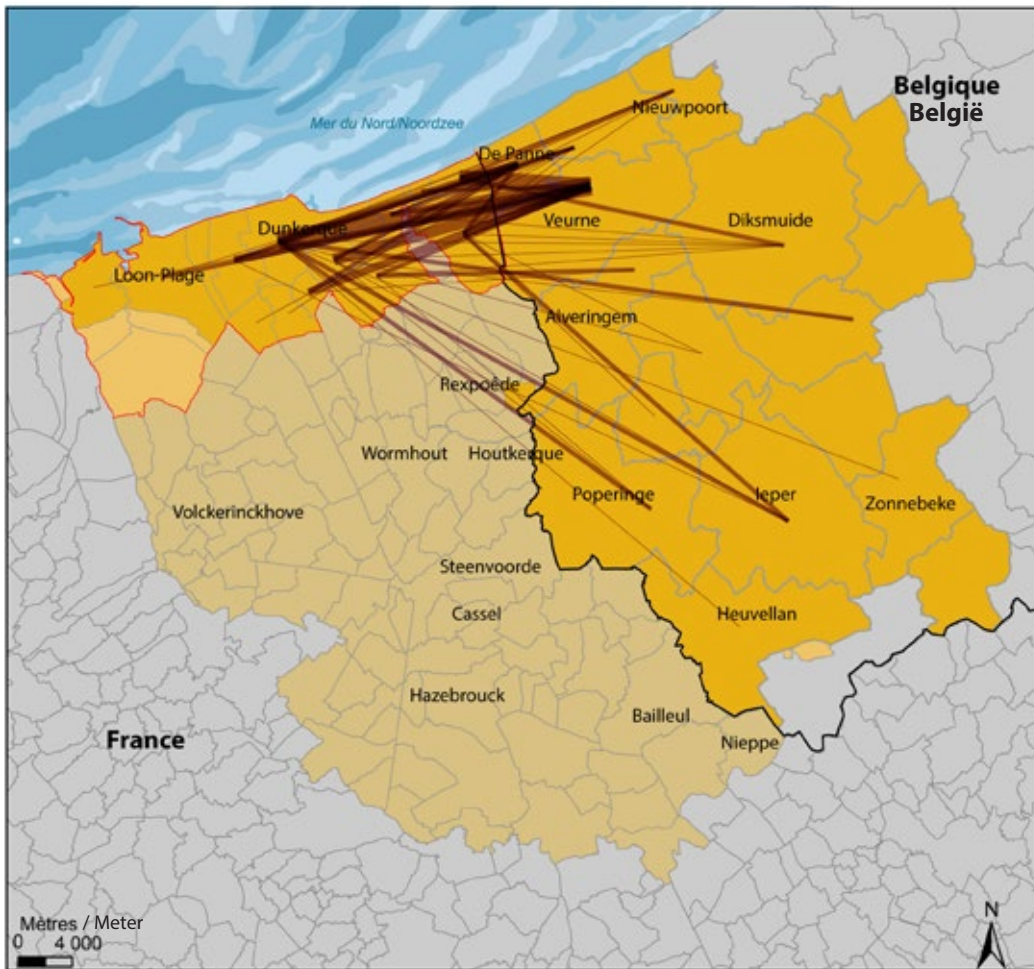 Belgique
België
Nieuwpoort
Mer du Nord/Noordzee
De Panne
Dunkerque
Veurne
Diksmuide
Loon-Plage
Alveringem
Rexpoëde
Wormhout
Houtkerque
Poperinge
Ieper
Zonnebeke
Volckerinckhove
Steenvoorde
Cassel
Heuvellan
Hazebrouck
Bailleul
France
Nieppe
Mètres / Meter
0 4 000
N